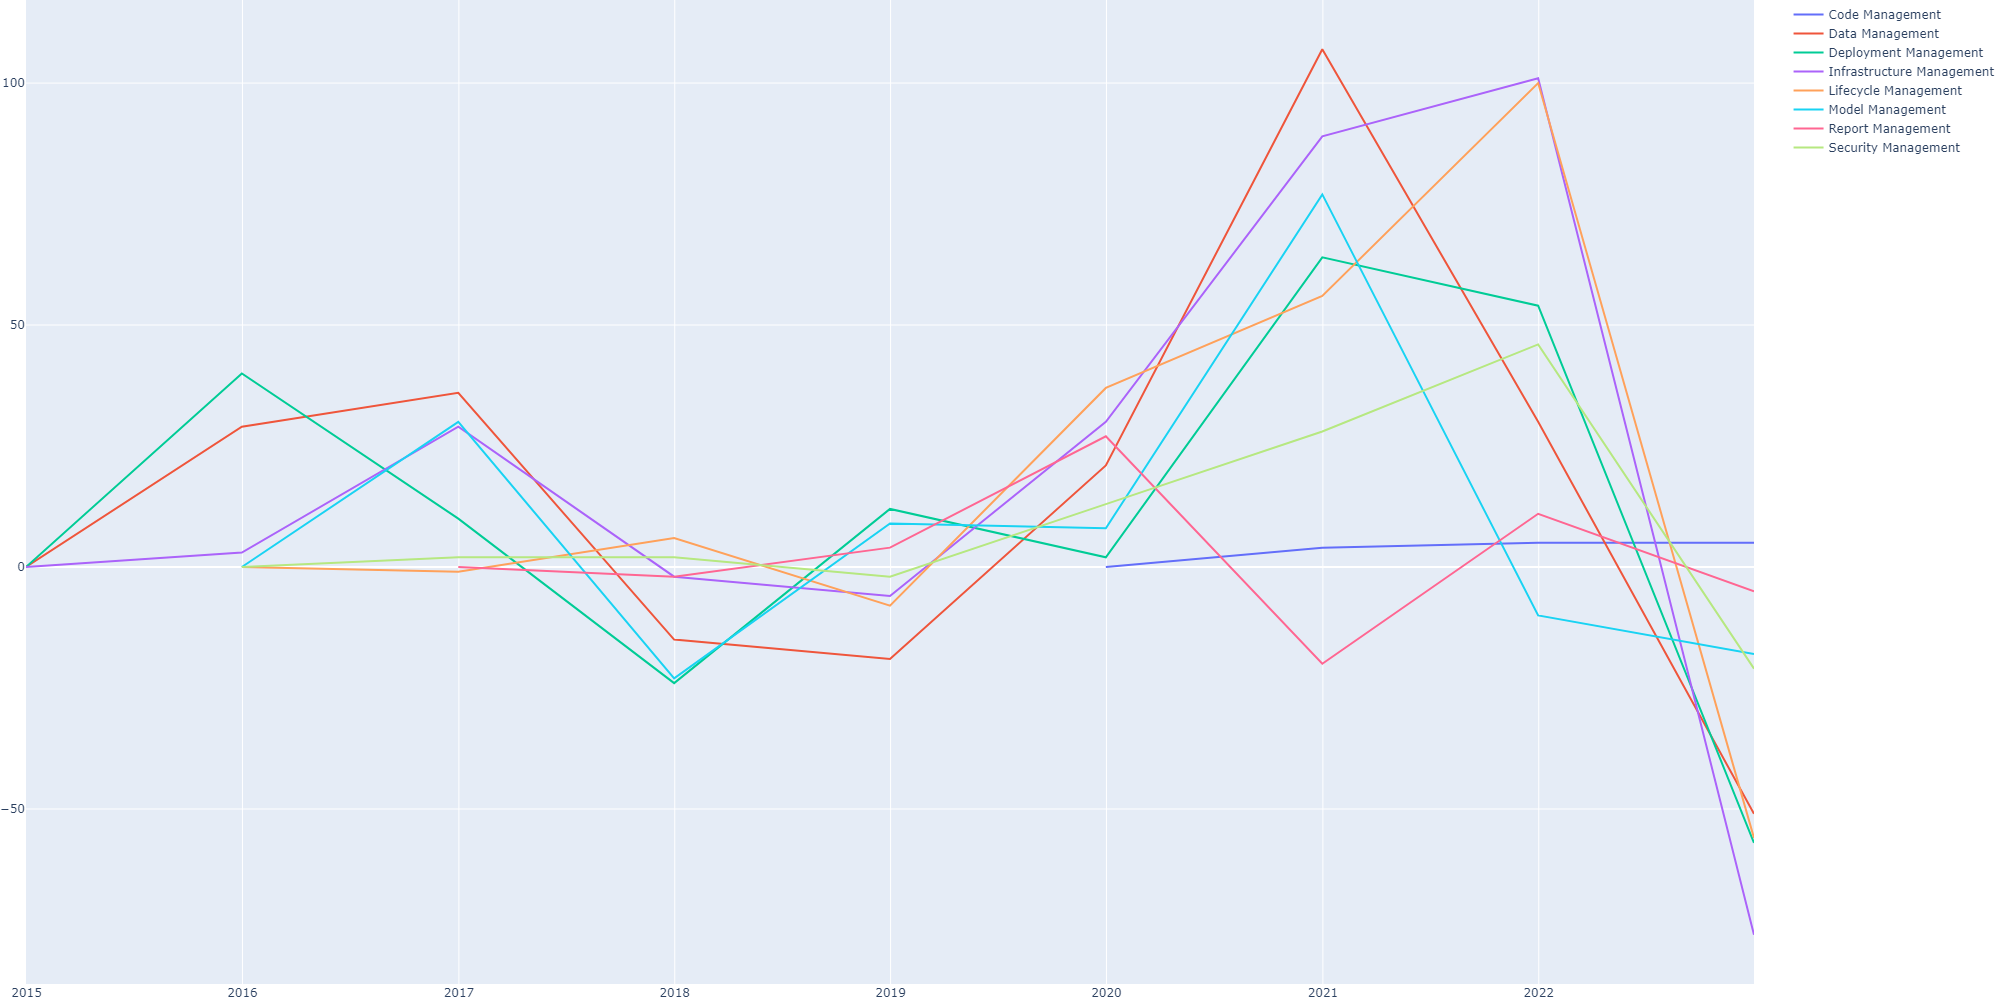 100
50
0
−50
2015
2016
2017
2018
2019
2020
2021
2022
Code Management
Data Management
Deployment Management
Infrastructure Management
Lifecycle Management
Model Management
Report Management
Security Management